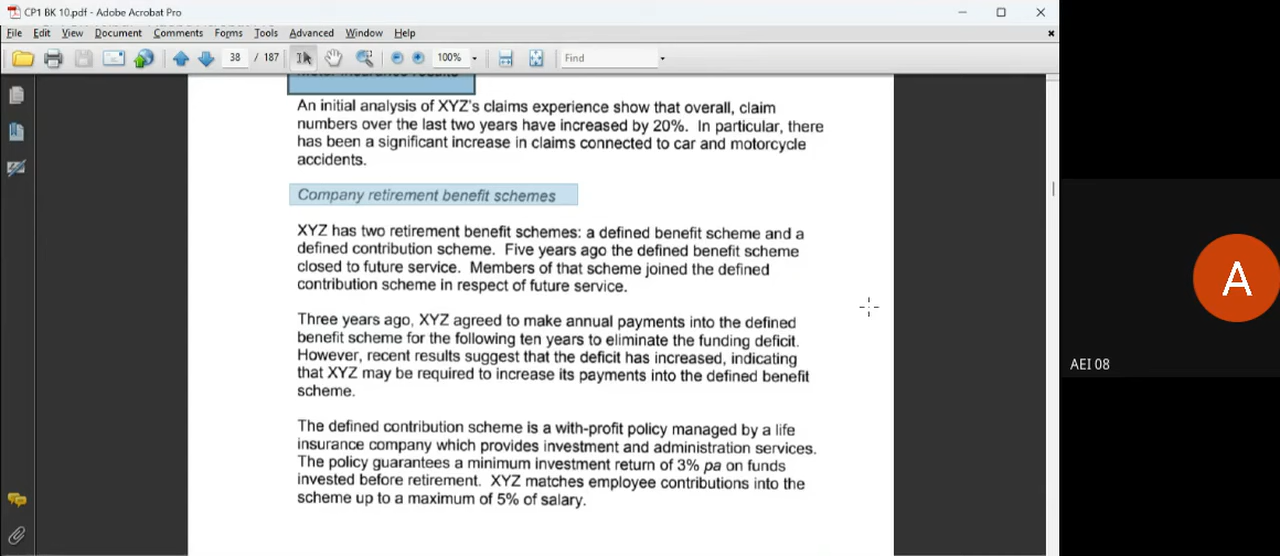 CP1 BK 10.pdf - Adobe Acrobat Pro
File Edit View Document Comments Forms Tools Advanced Window Help
38 / 187 100% Find
Motor insurance results
An initial analysis of XYZ's claims experience show that overall, claim
numbers over the last two years have increased by 20%. In particular, there
has been a significant increase in claims connected to car and motorcycle
accidents.
Company retirement benefit schemes
XYZ has two retirement benefit schemes: a defined benefit scheme and a
defined contribution scheme. Five years ago the defined benefit scheme
closed to future service. Members of that scheme joined the defined
contribution scheme in respect of future service.
Three years ago, XYZ agreed to make annual payments into the defined
benefit scheme for the following ten years to eliminate the funding deficit.
However, recent results suggest that the deficit has increased, indicating
that XYZ may be required to increase its payments into the defined benefit
scheme.
The defined contribution scheme is a with-profit policy managed by a life
insurance company which provides investment and administration services.
The policy guarantees a minimum investment return of 3% pa on funds
invested before retirement. XYZ matches employee contributions into the
scheme up to a maximum of 5% of salary.
A
AEI 08